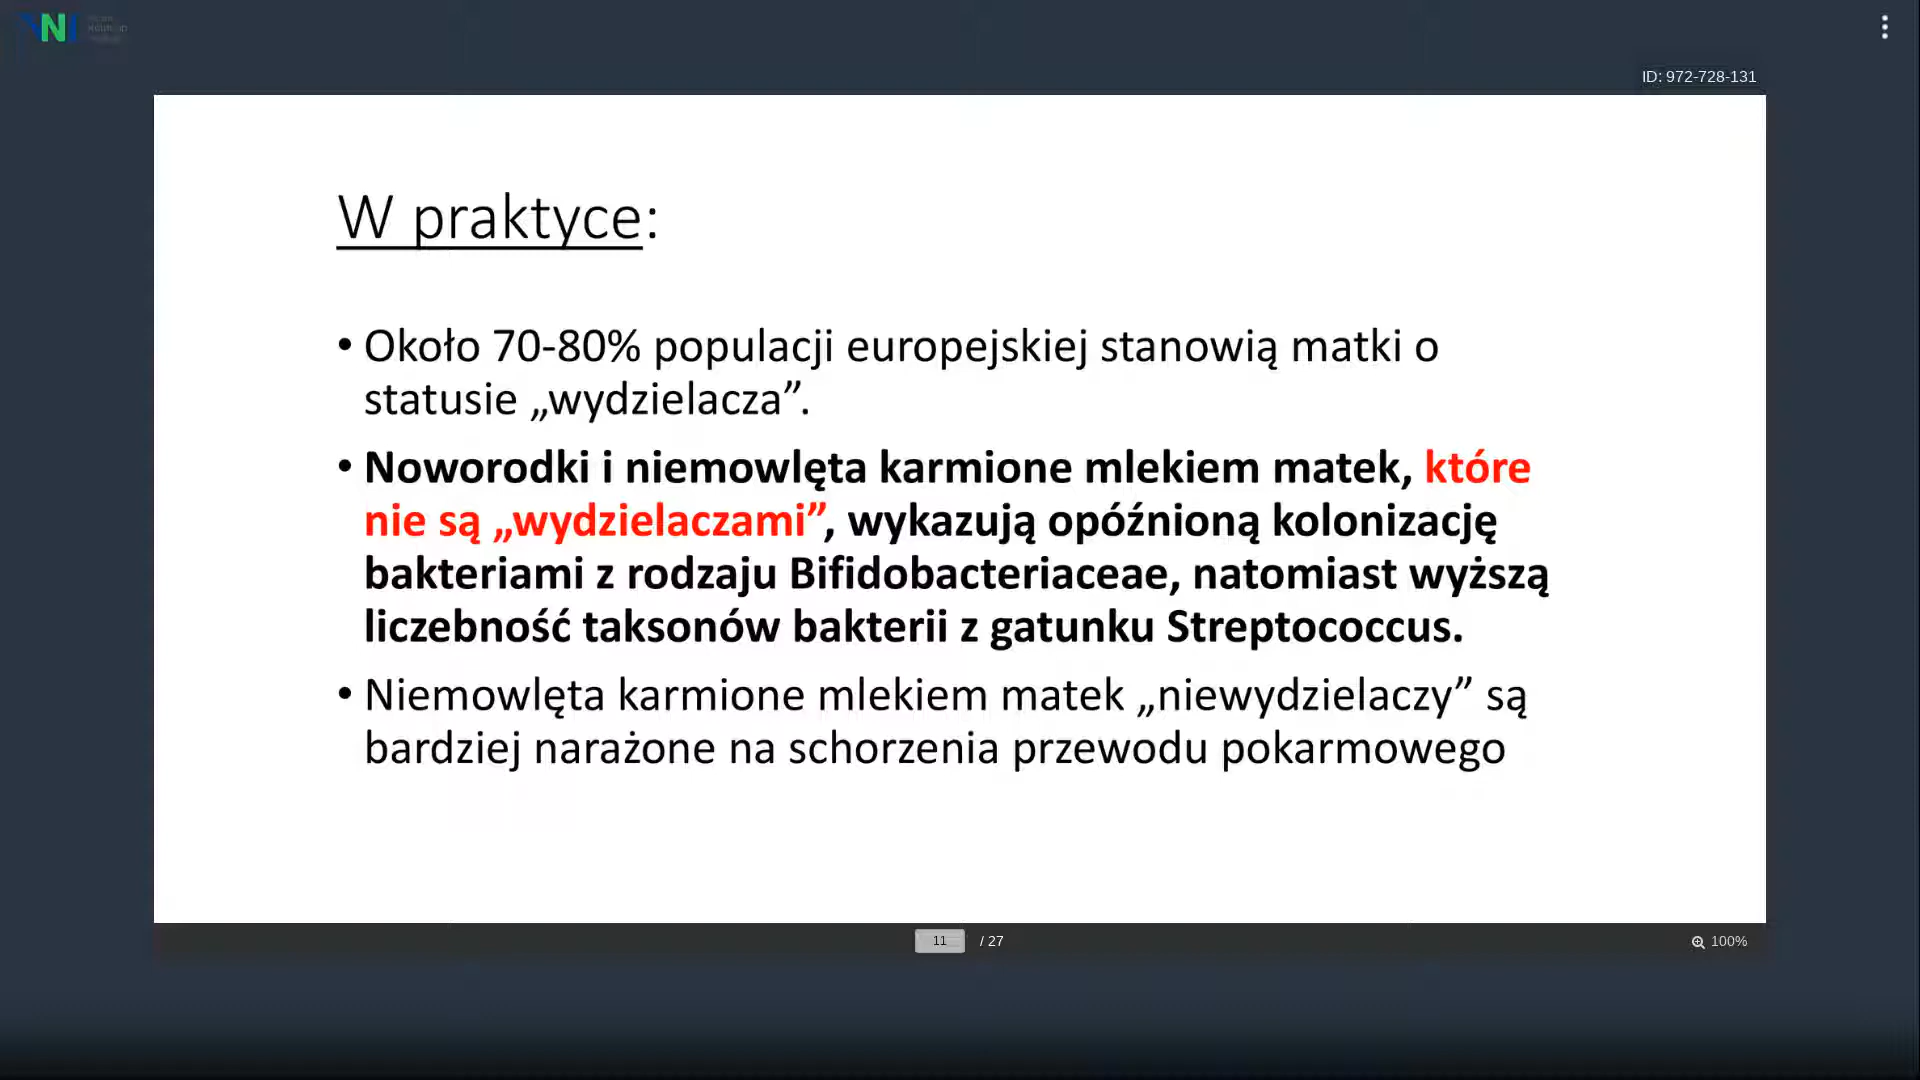 ID: 972-728-131
W praktyce:
• Około 70-80% populacji europejskiej stanowią matki o
statusie „wydzielacza”.
• Noworodki i niemowlęta karmione mlekiem matek, które
nie są „wydzielaczami”, wykazują opóźnioną kolonizację
bakteriami z rodzaju Bifidobacteriaceae, natomiast wyższą
liczebność taksonów bakterii z gatunku Streptococcus.
• Niemowlęta karmione mlekiem matek „niewydzielaczy” są
bardziej narażone na schorzenia przewodu pokarmowego
11 / 27
100%